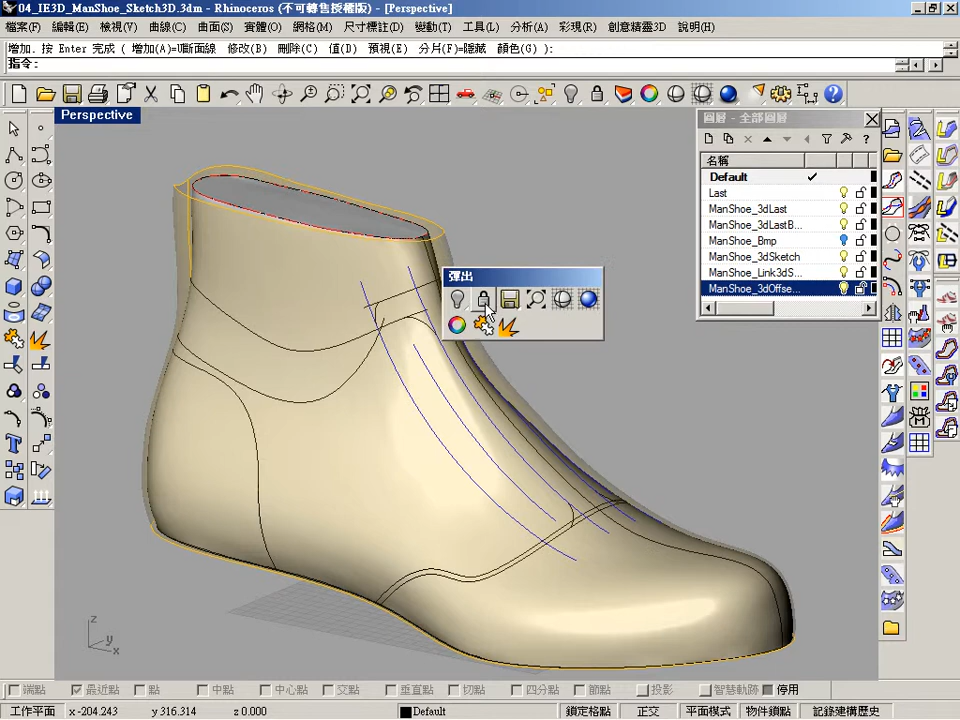 04_IE3D_ManShoe_Sketch3D.3dm - Rhinoceros (不可轉售授權版) - [Perspective]
檔案(F) 編輯(E) 檢視(V) 曲線(C) 曲面(S) 實體(O) 網格(M) 尺寸標註(D) 變動(T) 工具(L) 分析(A) 彩現(R) 創意精靈3D 說明(H)
增加. 按 Enter 完成 ( 增加(A)=U斷面線 修改(B) 刪除(C) 值(D) 預視(E) 分片(F)=隱藏 顏色(G) ):
指令:
Perspective
圖層 - 全部圖層
名稱
Default
Last
ManShoe_3dLast
ManShoe_3dLastB...
ManShoe_Bmp
ManShoe_3dSketch
ManShoe_Link3dS...
ManShoe_3dOffse...
彈出
z
y
x
端點 最近點 點 中點 中心點 交點 垂直點 切點 四分點 節點 投影 智慧軌跡 停用
工作平面 x -204.243 y 316.314 z 0.000 Default 鎖定格點 正交 平面模式 物件鎖點 記錄建構歷史